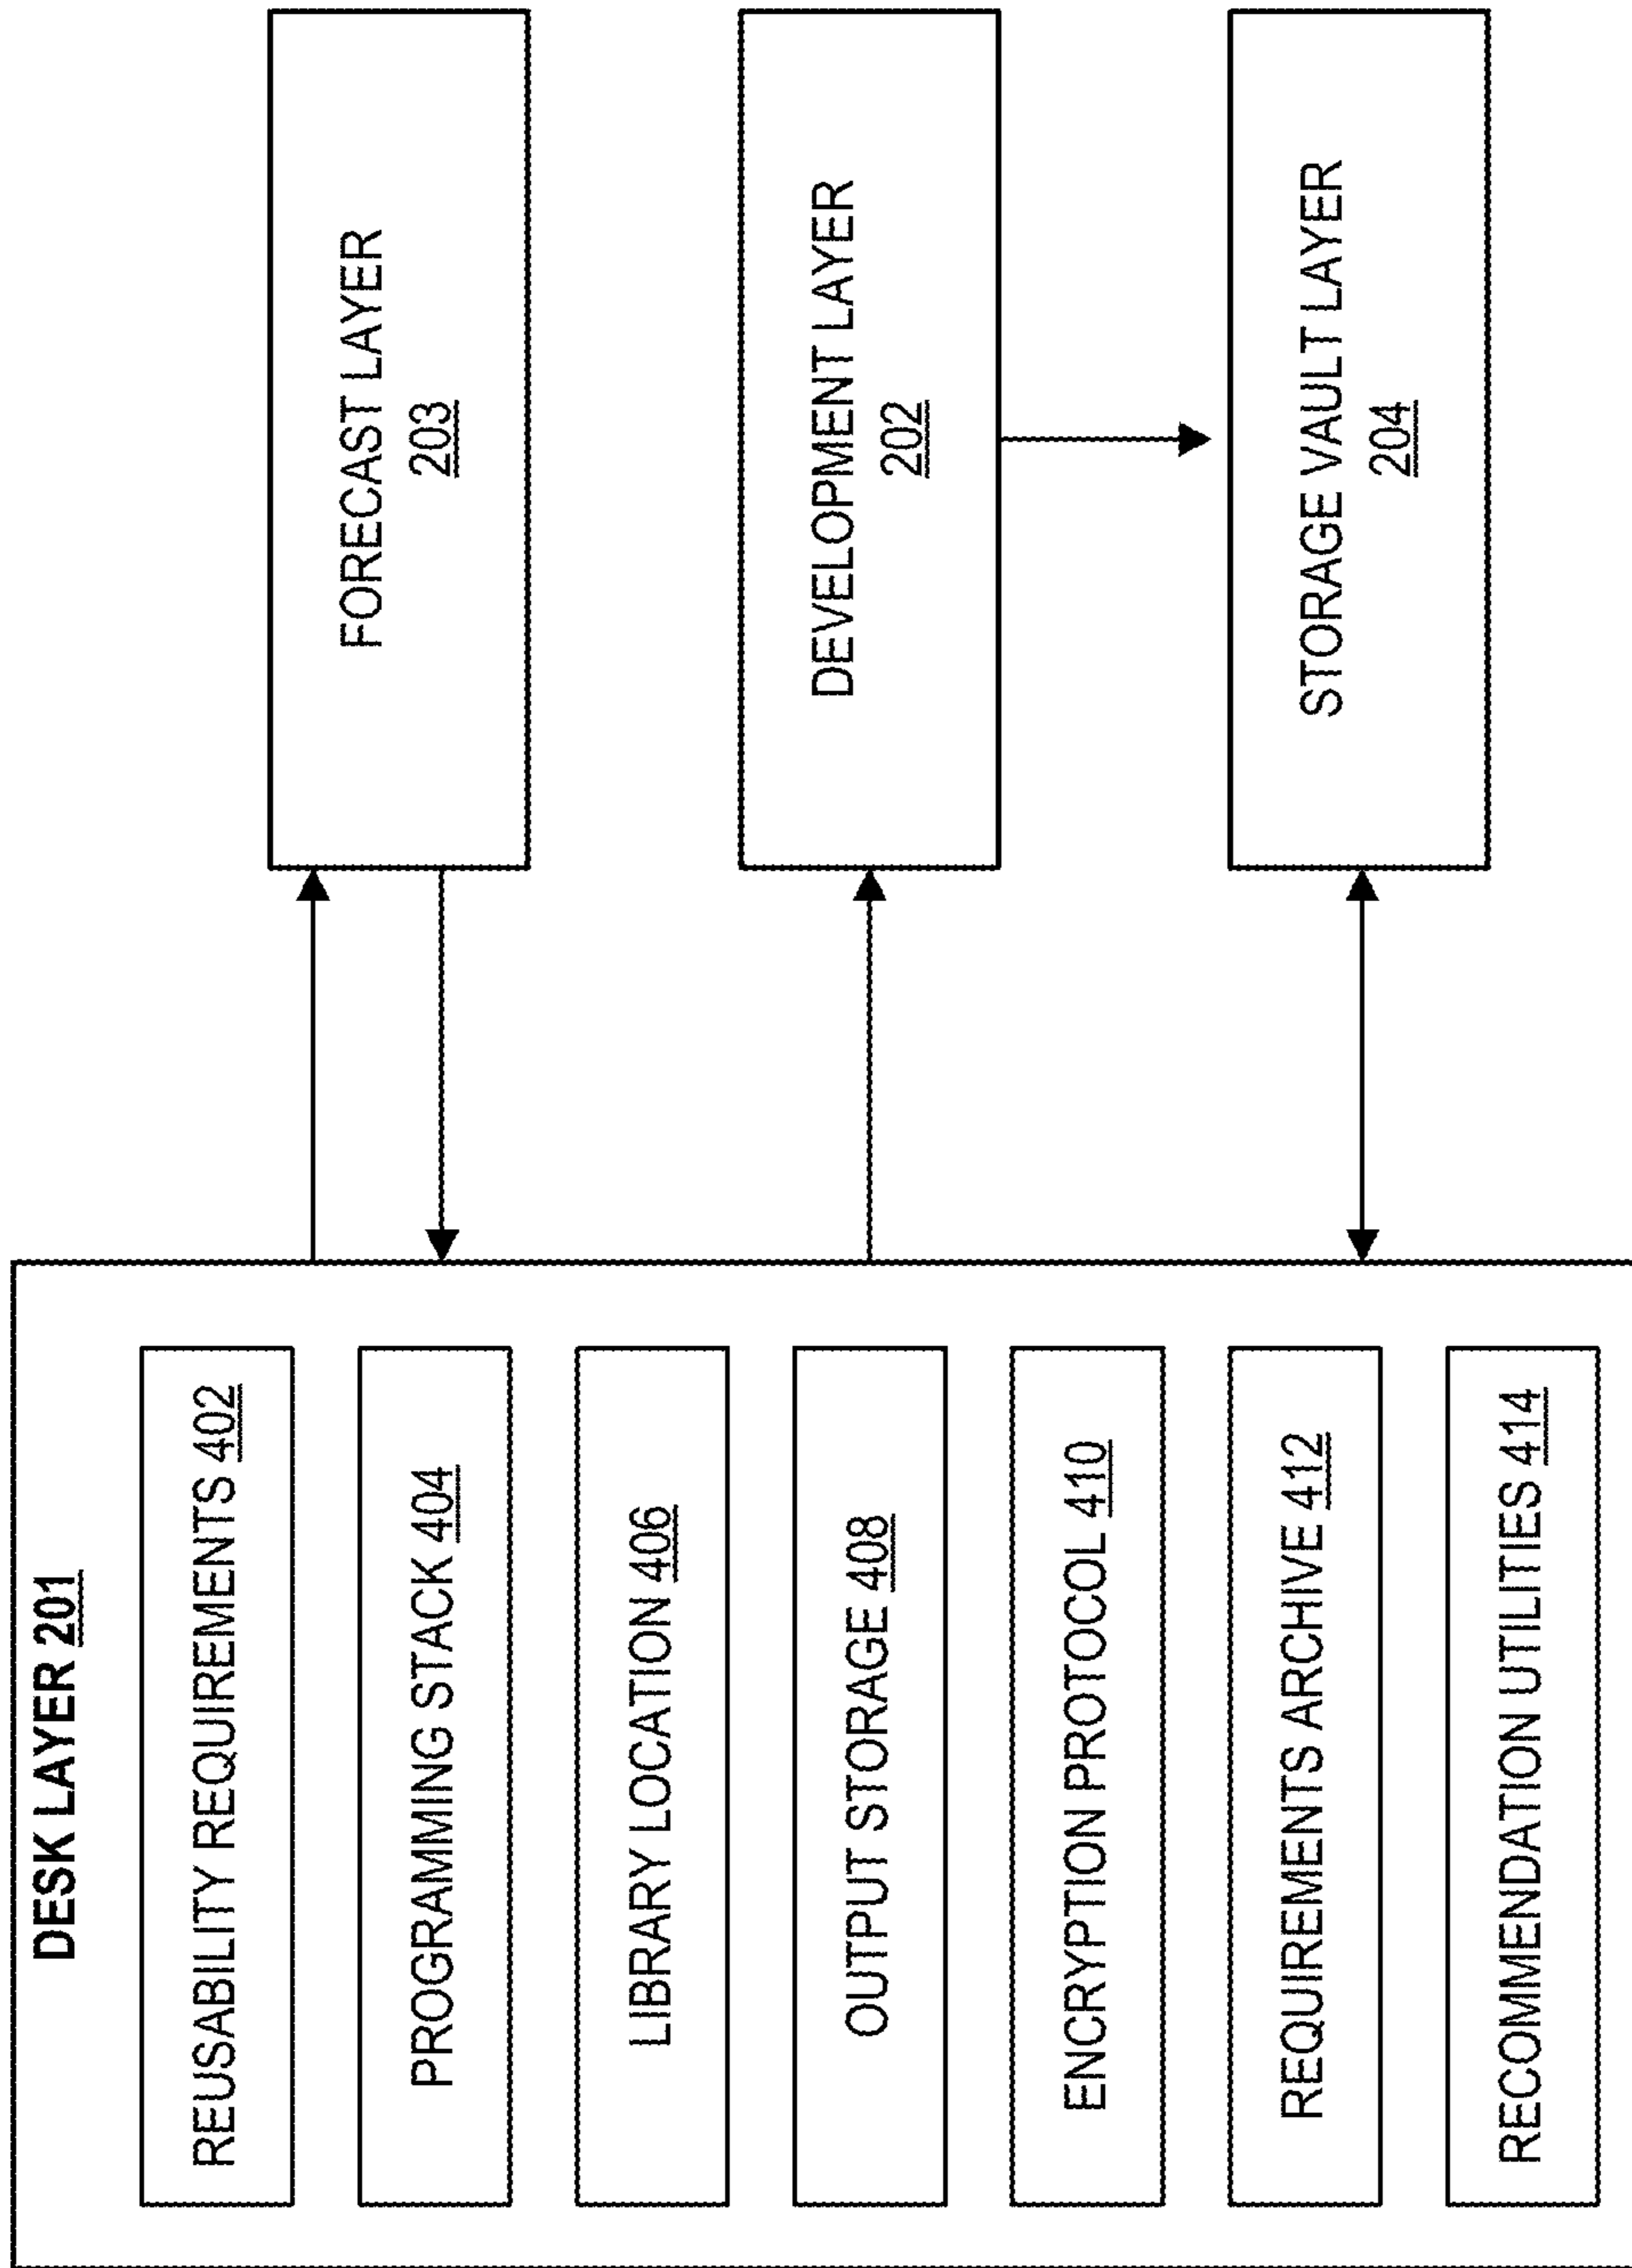 DESK LAYER 201
REUSABILITY REQUIREMENTS 402
PROGRAMMING STACK 404
LIBRARY LOCATION 406
OUTPUT STORAGE 408
ENCRYPTION PROTOCOL 410
REQUIREMENTS ARCHIVE 412
RECOMMENDATION UTILITIES 414
FORECAST LAYER
203
DEVELOPMENT LAYER
202
STORAGE VAULT LAYER
204